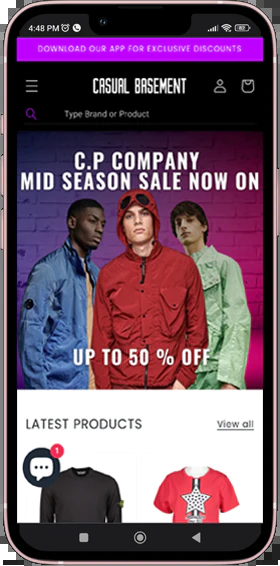 4:48 PM
DOWNLOAD OUR APP FOR EXCLUSIVE DISCOUNTS
CASUAL BASEMENT
Type Brand or Product
C.P COMPANY
MID SEASON SALE NOW ON
UP TO 50 % OFF
LATEST PRODUCTS
View all
1